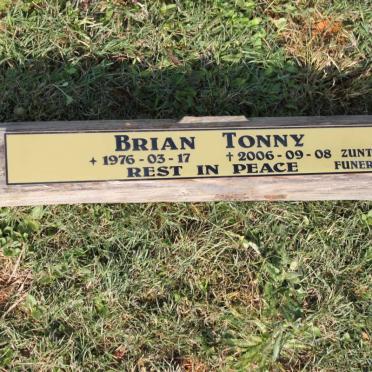 BRIAN TONNY
+ 1976-03-17 † 2006-09-08 ZUNT
REST IN PEACE FUNER